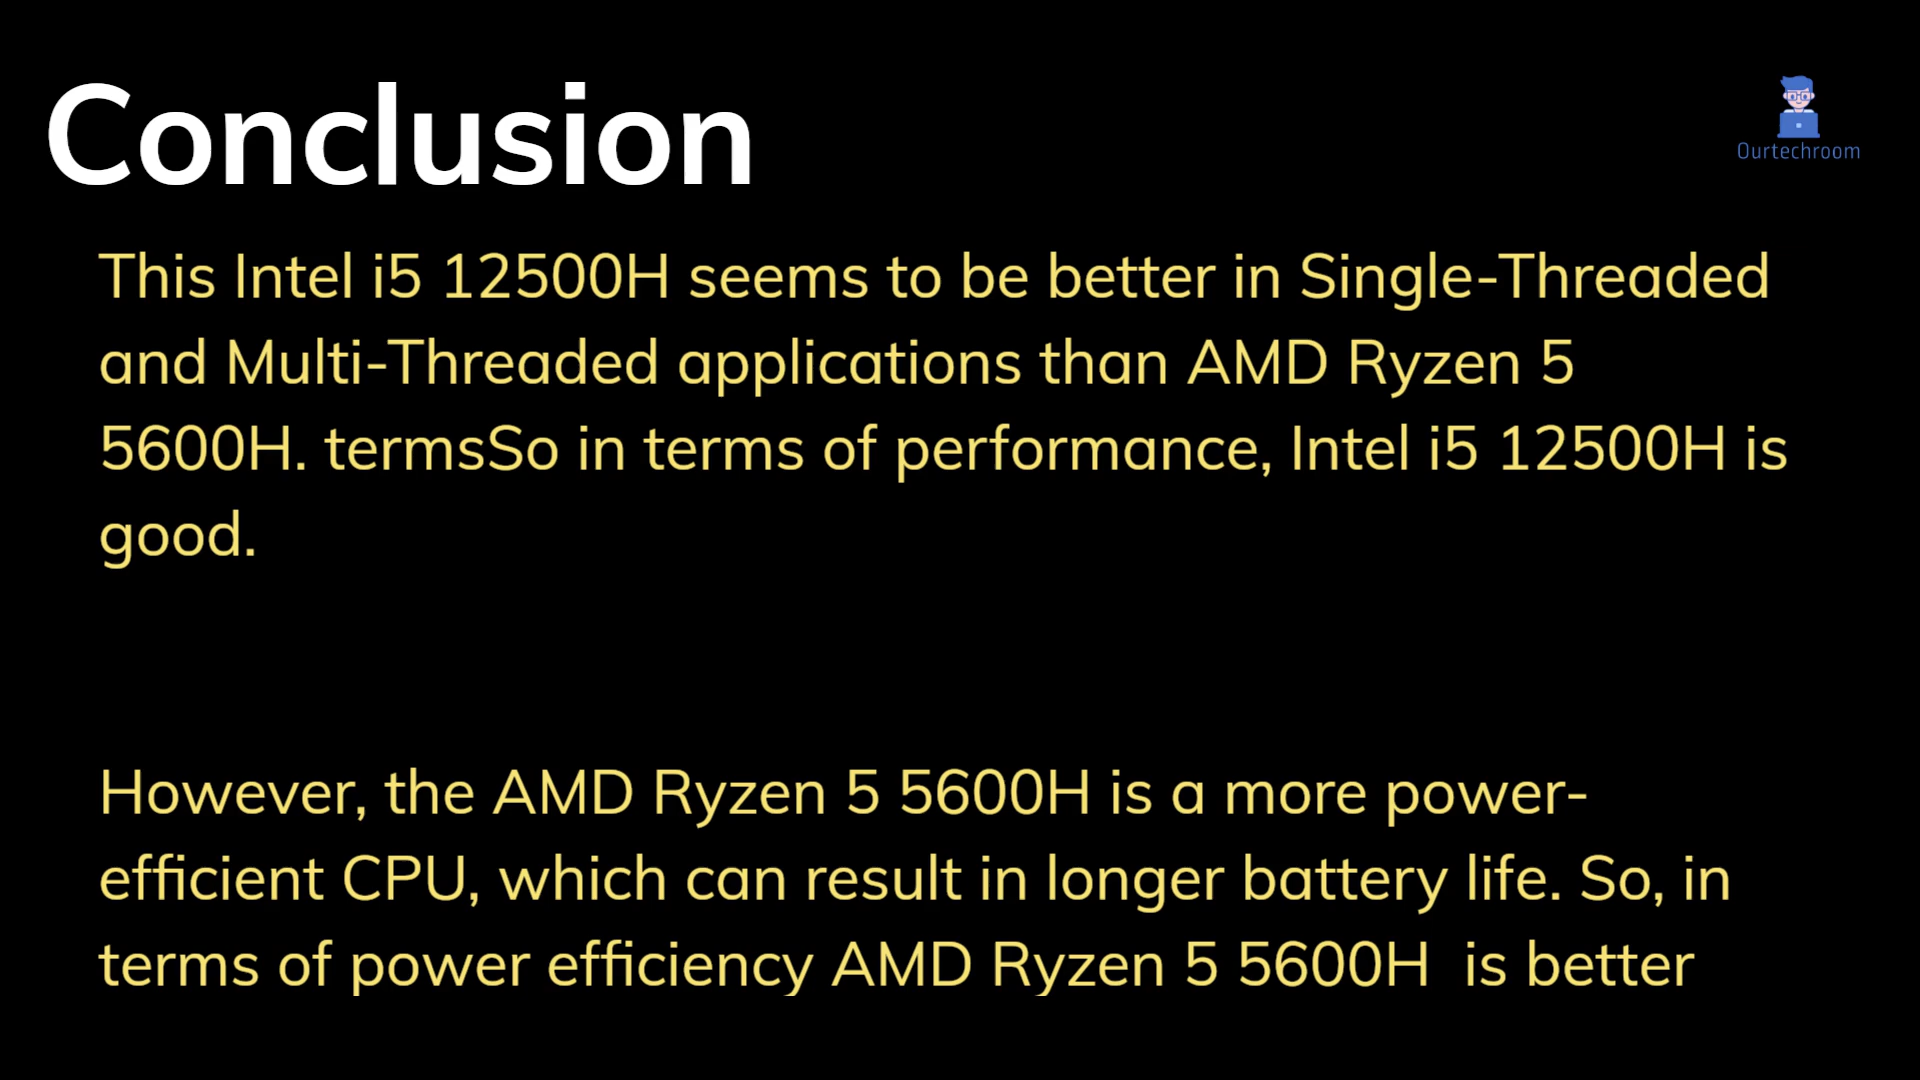 Conclusion
Ourtechroom
This Intel i5 12500H seems to be better in Single-Threaded
and Multi-Threaded applications than AMD Ryzen 5
5600H. termsSo in terms of performance, Intel i5 12500H is
good.
However, the AMD Ryzen 5 5600H is a more power-
efficient CPU, which can result in longer battery life. So, in
terms of power efficiency AMD Ryzen 5 5600H  is better